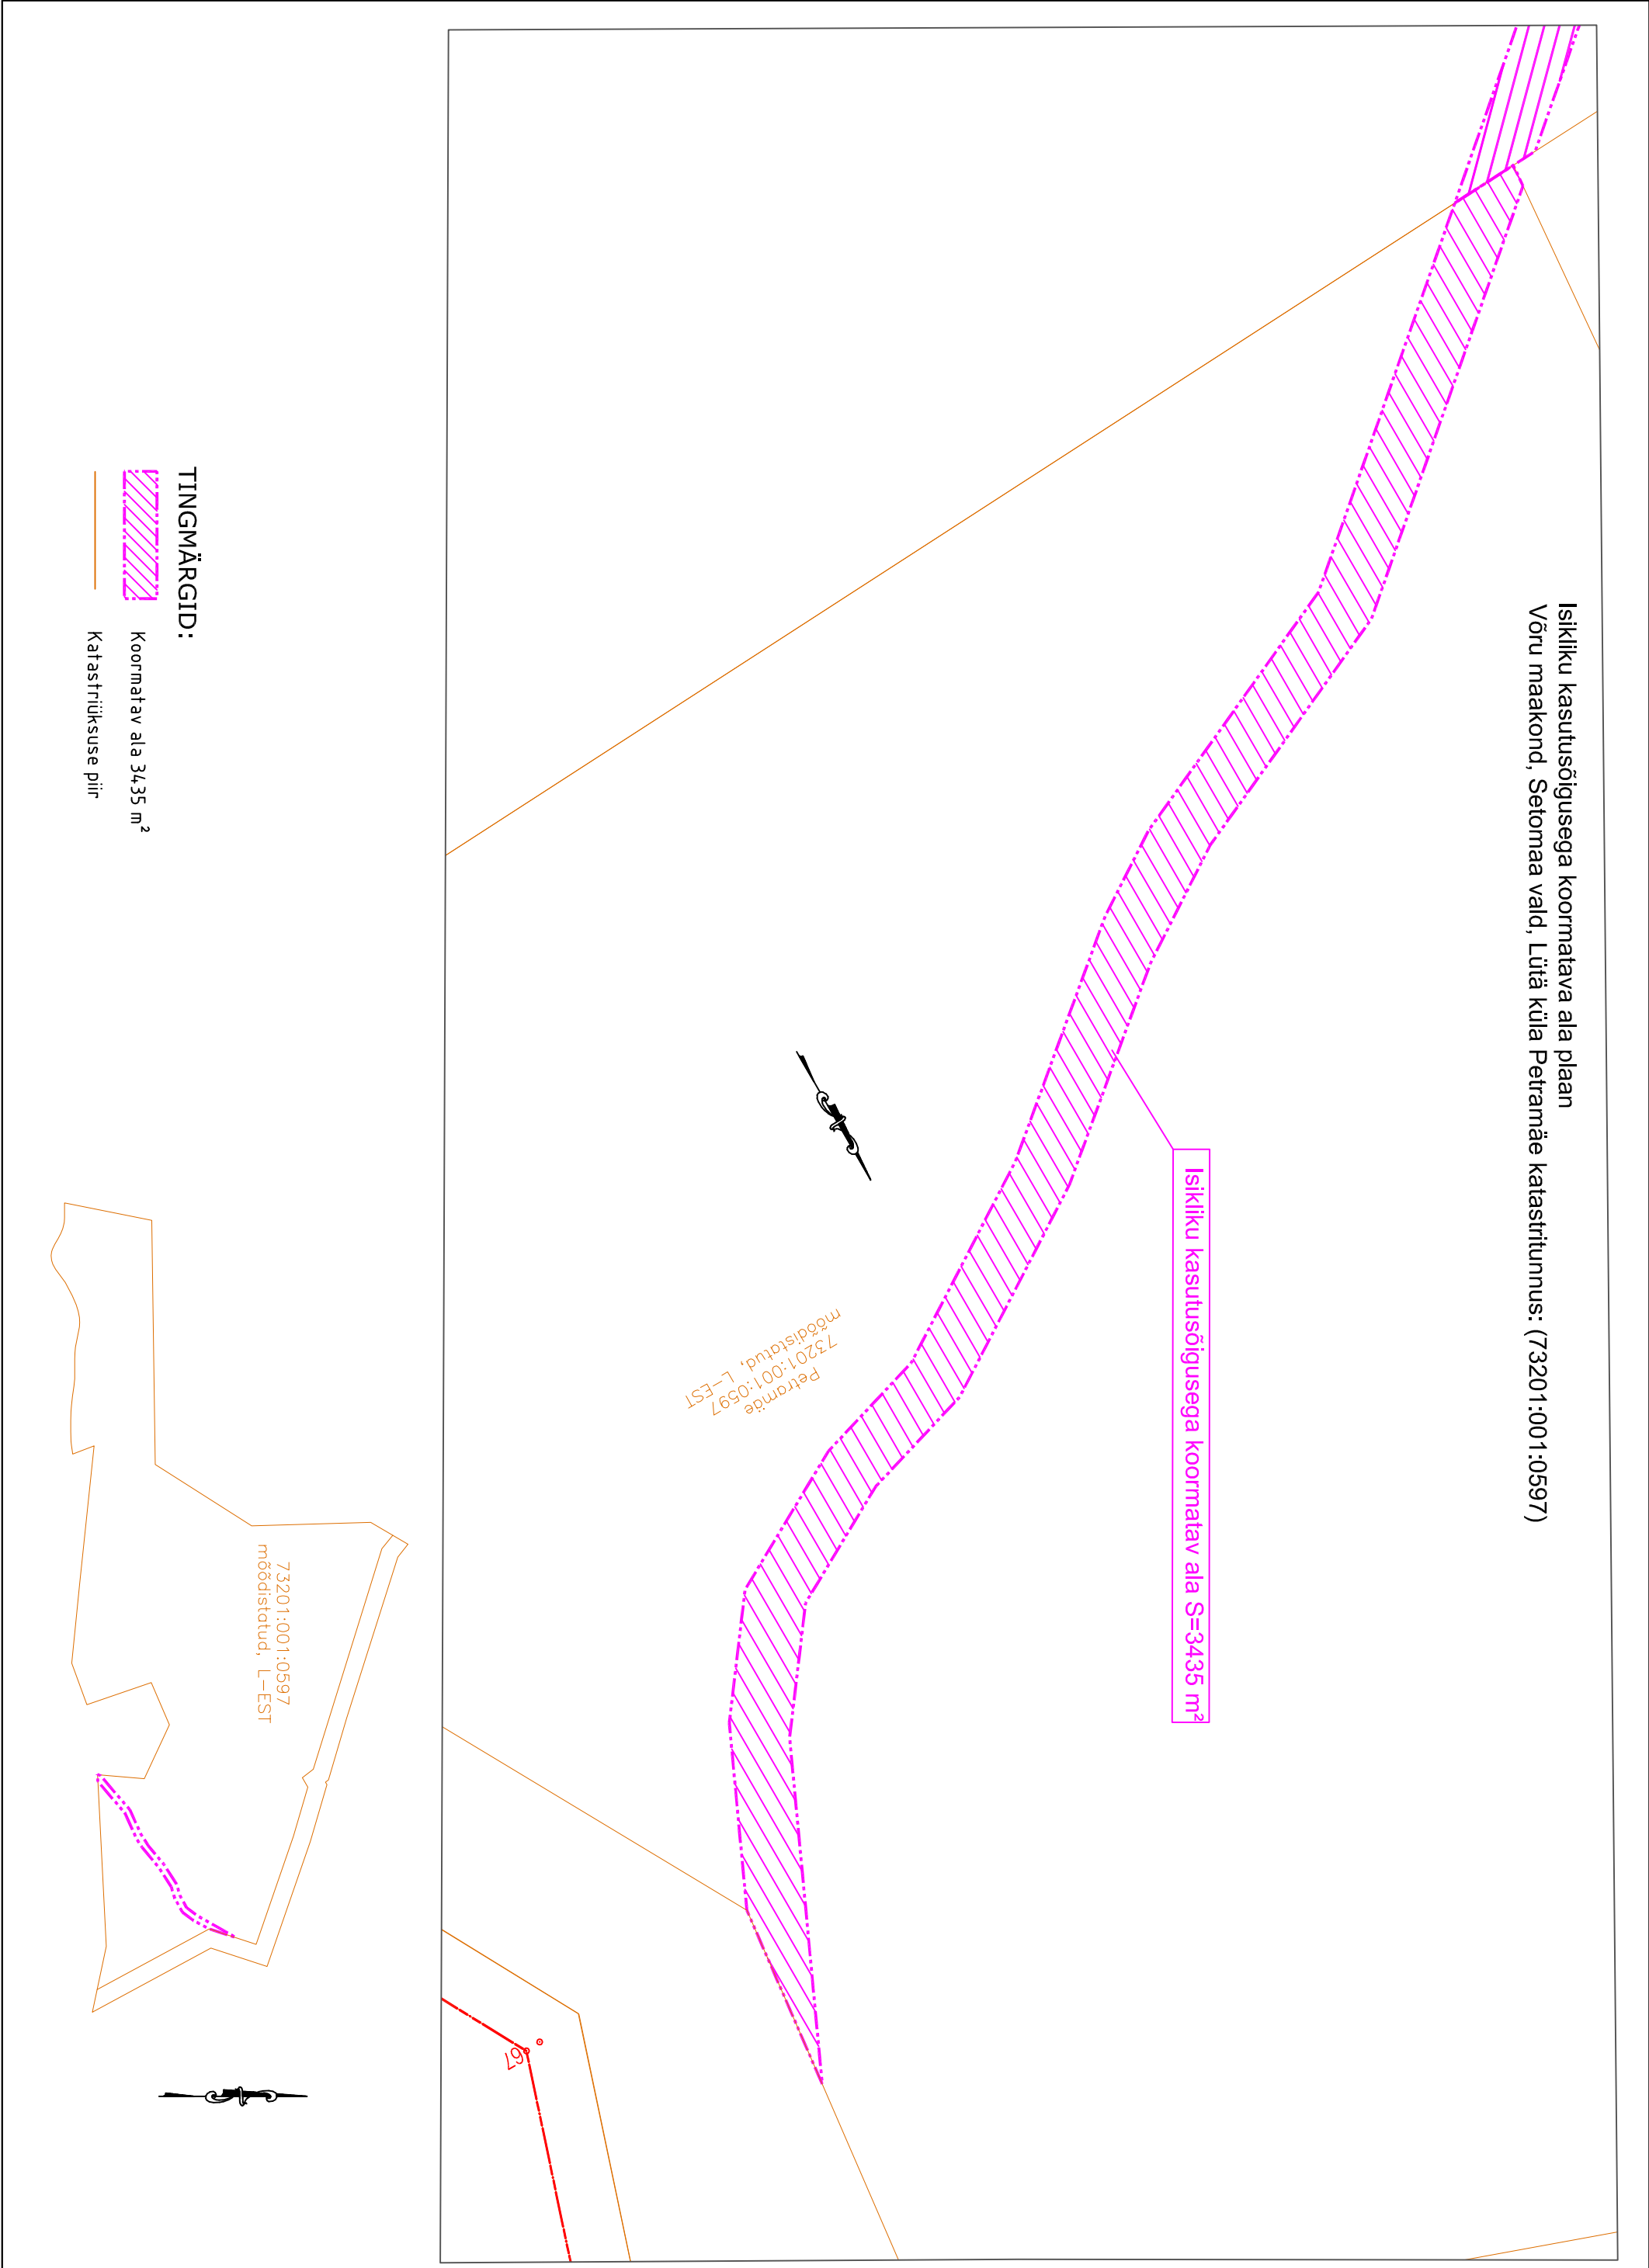 Isikliku kasutusõigusega koormatava ala plaan
Võru maakond, Setomaa vald, Lütä küla Petramäe katastritunnus: (73201:001:0597)
Isikliku kasutusõigusega koormatav ala S=3435 m²
Petramäe
73201:001:0597
mõõdistatud, L-EST
67
TINGMÄRGID:
Koormatav ala 3435 m²
Katastriüksuse piir
73201:001:0597
mõõdistatud, L-EST